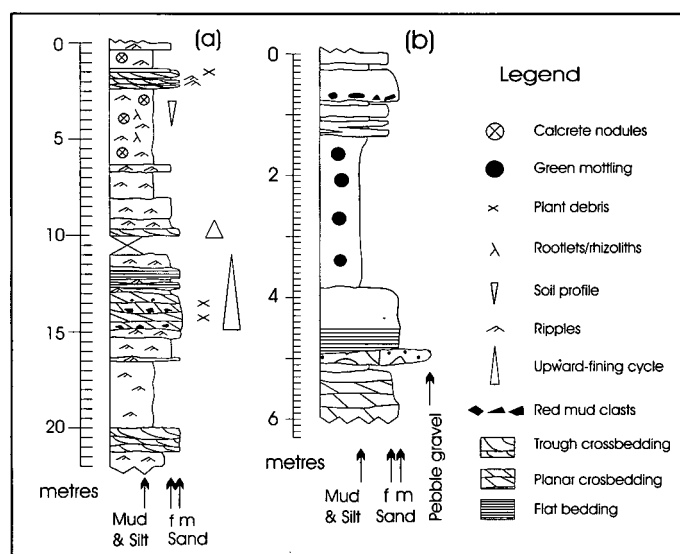 (a)
0
5
10
15
20
metres
Mud
& Silt
f m
Sand
(b)
0
2
4
6
metres
Mud
& Silt
f m
Sand
Pebble gravel
Legend
Calcrete nodules
Green mottling
Plant debris
Rootlets/rhizoliths
Soil profile
Ripples
Upward-fining cycle
Red mud clasts
Trough crossbedding
Planar crosbedding
Flat bedding